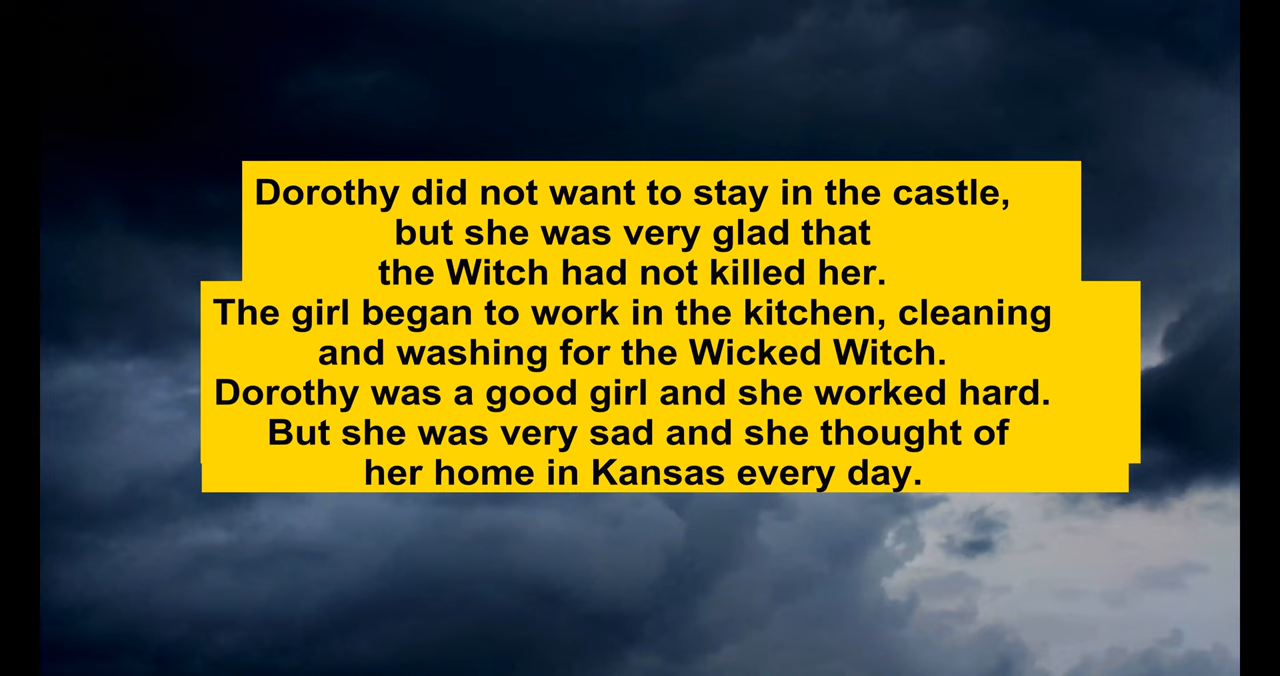 Dorothy did not want to stay in the castle,
but she was very glad that
the Witch had not killed her.
The girl began to work in the kitchen, cleaning
and washing for the Wicked Witch.
Dorothy was a good girl and she worked hard.
But she was very sad and she thought of
her home in Kansas every day.